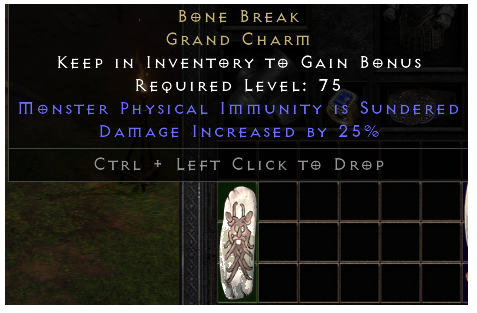 Bone Break
Grand Charm
Keep in Inventory to Gain Bonus
Required Level: 75
Monster Physical Immunity is Sundered
Damage Increased by 25%
Ctrl + Left Click to Drop